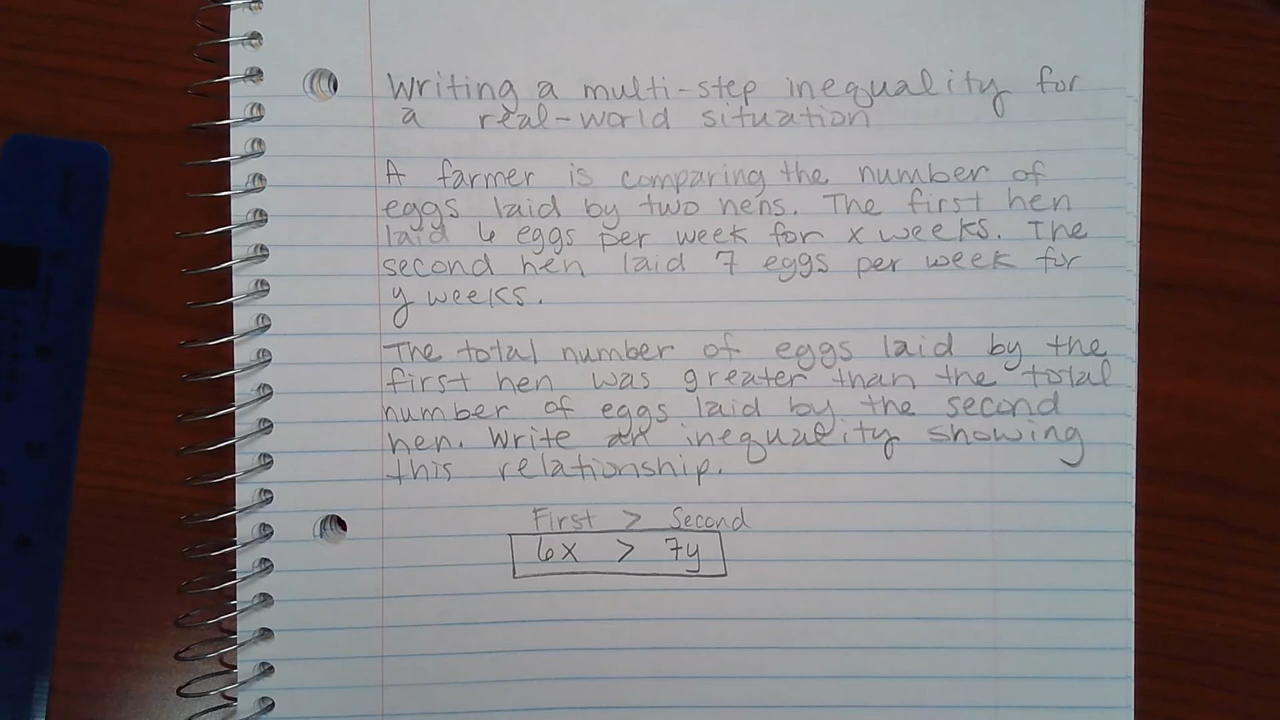 Writing a multi-step inequality for
a real-world situation
A farmer is comparing the number of
eggs laid by two hens. The first hen
laid 6 eggs per week for x weeks. The
second hen laid 7 eggs per week for
y weeks.
The total number of eggs laid by the
first hen was greater than the total
number of eggs laid by the second
hen. Write an inequality showing
this relationship.
First > Second
6x > 7y